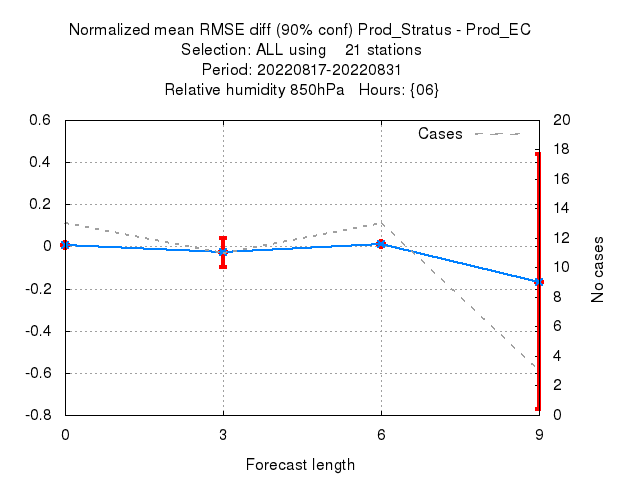 Normalized mean RMSE diff (90% conf) Prod_Stratus - Prod_EC
Selection: ALL using 21 stations
Period: 20220817-20220831
Relative humidity 850hPa Hours: {06}
Cases
0.6
0.4
0.2
0
-0.2
-0.4
-0.6
-0.8
20
18
16
14
12
10
8
6
4
2
0
No cases
0 3 6 9
Forecast length